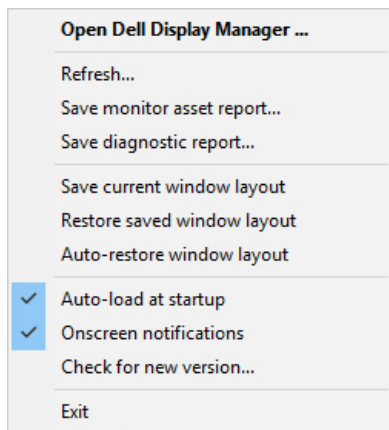 Open Dell Display Manager ...
Refresh...
Save monitor asset report...
Save diagnostic report...
Save current window layout
Restore saved window layout
Auto-restore window layout
Auto-load at startup
Onscreen notifications
Check for new version...
Exit